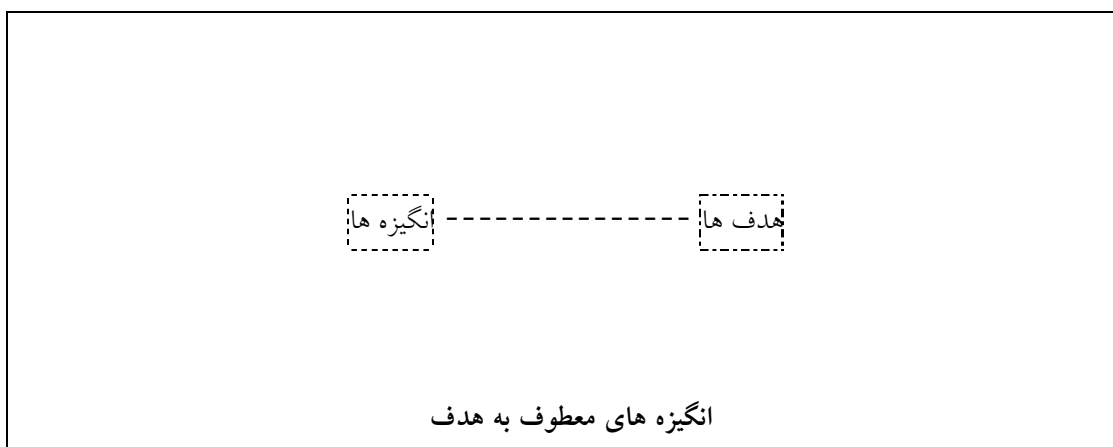 هدف ها --------------- انگیزه ها
انگیزه های معطوف به هدف